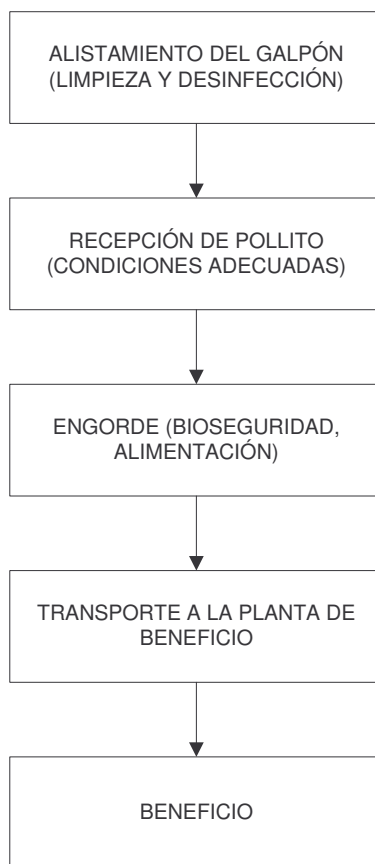 ALISTAMIENTO DEL GALPÓN
(LIMPIEZA Y DESINFECCIÓN)
RECEPCIÓN DE POLLITO
(CONDICIONES ADECUADAS)
ENGORDE (BIOSEGURIDAD,
ALIMENTACIÓN)
TRANSPORTE A LA PLANTA DE
BENEFICIO
BENEFICIO